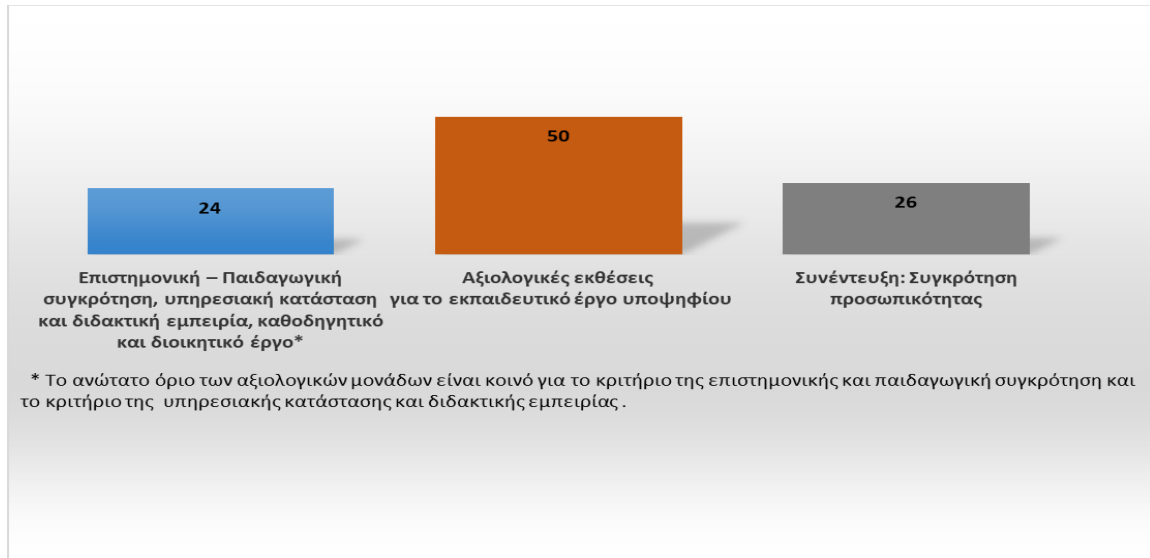 24
50
26
Επιστημονική – Παιδαγωγική
συγκρότηση, υπηρεσιακή κατάσταση
και διδακτική εμπειρία, καθοδηγητικό
και διοικητικό έργο*
Αξιολογικές εκθέσεις
για το εκπαιδευτικό έργο υποψηφίου
Συνέντευξη: Συγκρότηση
προσωπικότητας
* Το ανώτατο όριο των αξιολογικών μονάδων είναι κοινό για το κριτήριο της επιστημονικής και παιδαγωγική συγκρότηση και
το κριτήριο της υπηρεσιακής κατάστασης και διδακτικής εμπειρίας .